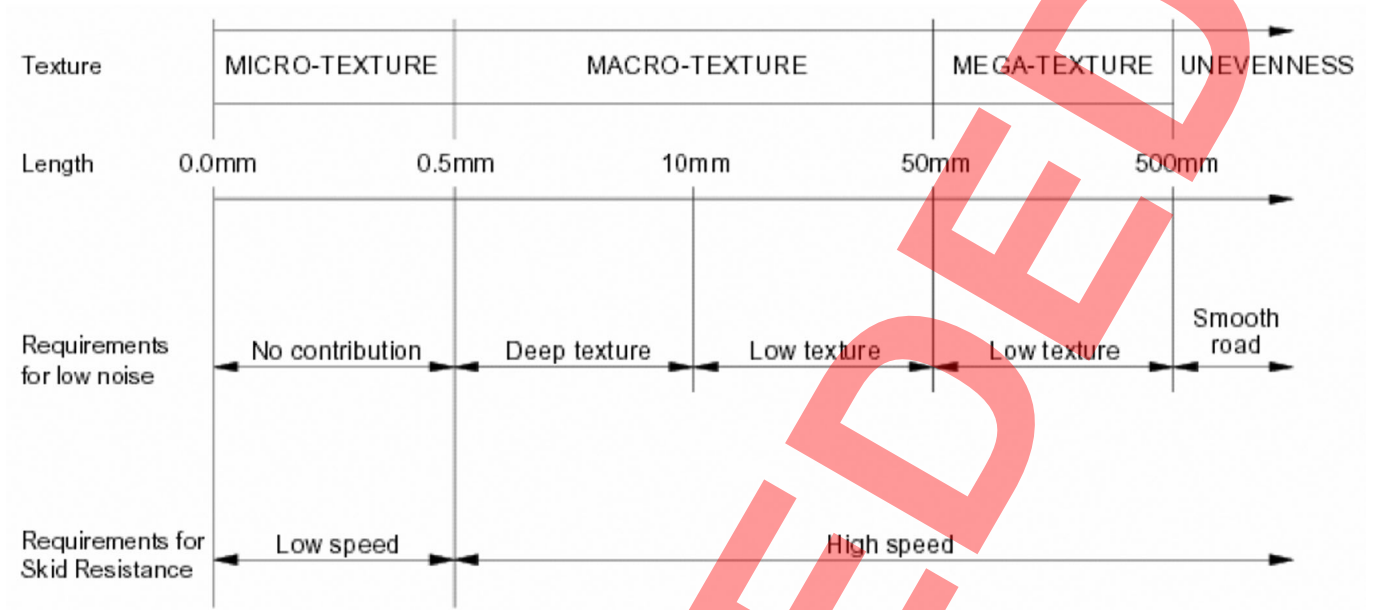 Texture MICRO-TEXTURE MACRO-TEXTURE MEGA-TEXTURE UNEVENNESS
Length 0.0mm 0.5mm 10mm 50mm 500mm
Smooth
road
Requirements
for low noise
No contribution Deep texture Low texture Low texture
Requirements for
Skid Resistance
Low speed High speed
EDED